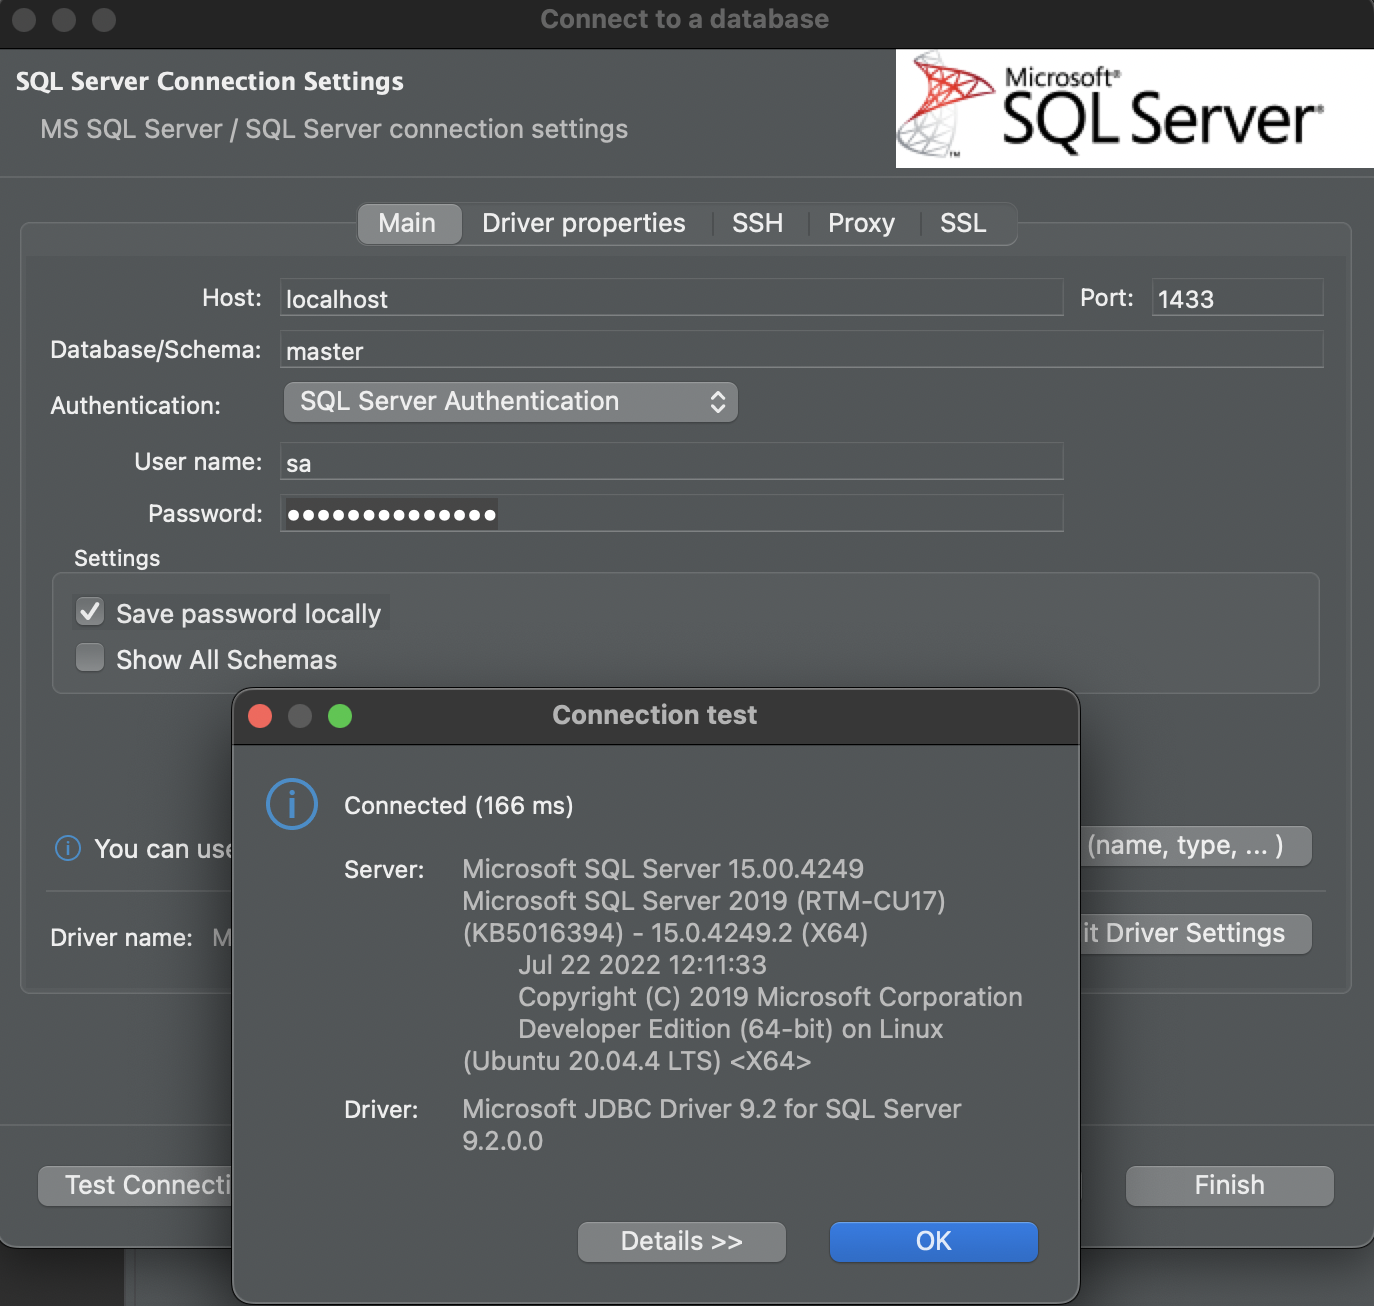 Connect to a database
SQL Server Connection Settings
MS SQL Server / SQL Server connection settings
Microsoft®
SQL Server®
™
Main
Driver properties
SSH
Proxy
SSL
Host:
localhost
Port:
1433
Database/Schema:
master
Authentication:
SQL Server Authentication
User name:
sa
Password:
••••••••••••••
Settings
Save password locally
Show All Schemas
Connection test
Connected (166 ms)
You can use
(name, type, ... )
Server:
Microsoft SQL Server 15.00.4249
Microsoft SQL Server 2019 (RTM-CU17)
(KB5016394) - 15.0.4249.2 (X64)
Jul 22 2022 12:11:33
Copyright (C) 2019 Microsoft Corporation
Developer Edition (64-bit) on Linux
(Ubuntu 20.04.4 LTS) <X64>
Driver name:
M
it Driver Settings
Driver:
Microsoft JDBC Driver 9.2 for SQL Server
9.2.0.0
Test Connecti
Finish
Details >>
OK